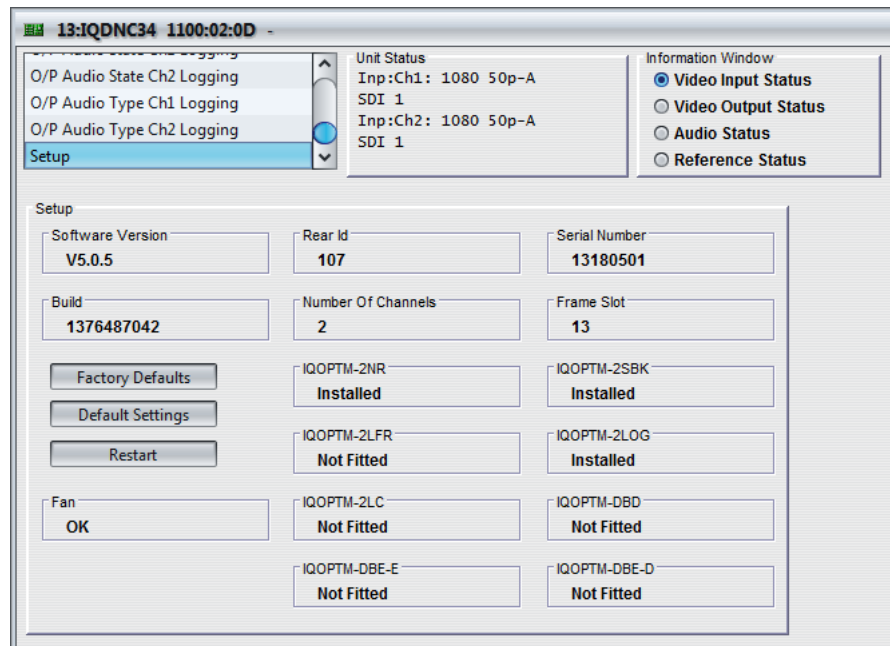 13:IQDNC34 1100:02:0D -
O/P Audio State Ch2 Logging
O/P Audio State Ch2 Logging
O/P Audio Type Ch1 Logging
O/P Audio Type Ch2 Logging
Setup
Unit Status
Inp:Ch1: 1080 50p-A
SDI 1
Inp:Ch2: 1080 50p-A
SDI 1
Information Window
Video Input Status
Video Output Status
Audio Status
Reference Status
Setup
Software Version
V5.0.5
Rear Id
107
Serial Number
13180501
Build
1376487042
Number Of Channels
2
Frame Slot
13
Factory Defaults
Default Settings
Restart
IQOPTM-2NR
Installed
IQOPTM-2SBK
Installed
IQOPTM-2LFR
Not Fitted
IQOPTM-2LOG
Installed
Fan
OK
IQOPTM-2LC
Not Fitted
IQOPTM-DBD
Not Fitted
IQOPTM-DBE-E
Not Fitted
IQOPTM-DBE-D
Not Fitted